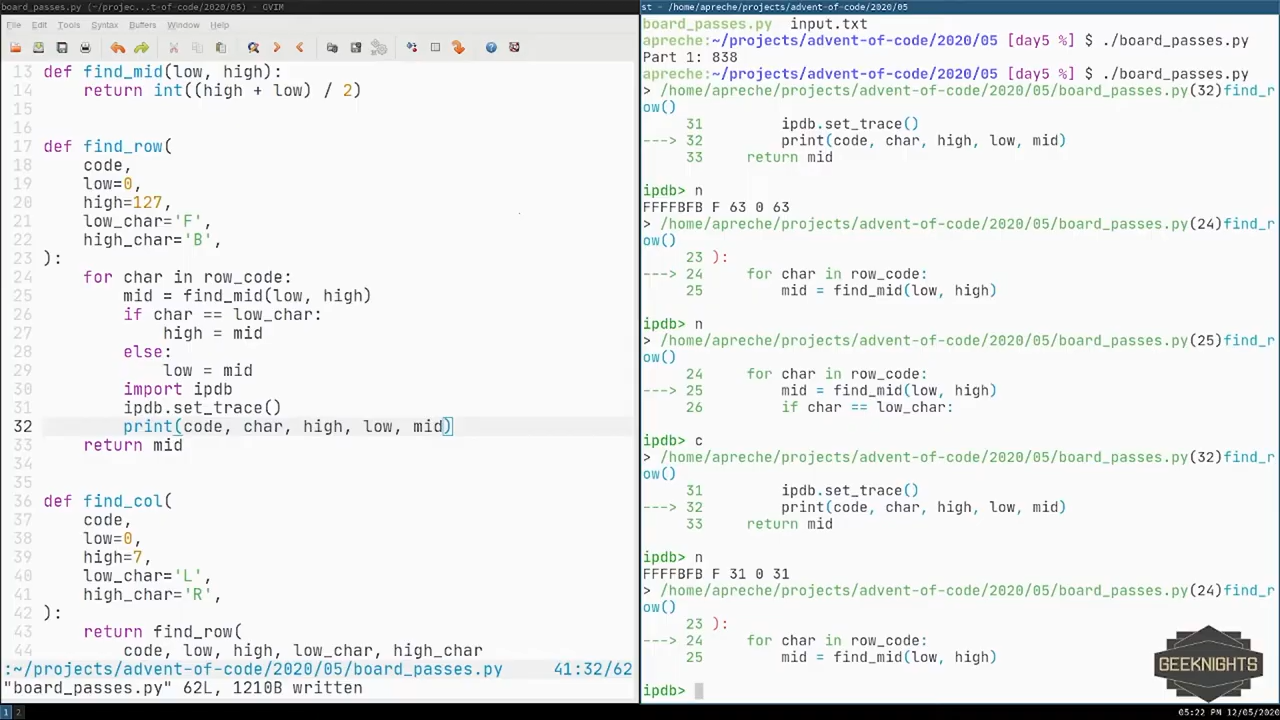 board_passes.py (~/projec...t-of-code/2020/05) - GVIM
File Edit Tools Syntax Buffers Window Help
13 def find_mid(low, high):
14     return int((high + low) / 2)
15
16
17 def find_row(
18     code,
19     low=0,
20     high=127,
21     low_char='F',
22     high_char='B',
23 ):
24     for char in row_code:
25         mid = find_mid(low, high)
26         if char == low_char:
27             high = mid
28         else:
29             low = mid
30         import ipdb
31         ipdb.set_trace()
32         print(code, char, high, low, mid)
33     return mid
34
35
36 def find_col(
37     code,
38     low=0,
39     high=7,
40     low_char='L',
41     high_char='R',
42 ):
43     return find_row(
44         code, low, high, low_char, high_char
:~/projects/advent-of-code/2020/05/board_passes.py 41:32/62
"board_passes.py" 62L, 1210B written
1 2
st - /home/apreche/projects/advent-of-code/2020/05
board_passes.py  input.txt
apreche:~/projects/advent-of-code/2020/05 [day5 %] $ ./board_passes.py
Part 1: 838
apreche:~/projects/advent-of-code/2020/05 [day5 %] $ ./board_passes.py
> /home/apreche/projects/advent-of-code/2020/05/board_passes.py(32)find_r
ow()
     31         ipdb.set_trace()
---> 32         print(code, char, high, low, mid)
     33     return mid
ipdb> n
FFFFBFB F 63 0 63
> /home/apreche/projects/advent-of-code/2020/05/board_passes.py(24)find_r
ow()
     23 ):
---> 24     for char in row_code:
     25         mid = find_mid(low, high)
ipdb> n
> /home/apreche/projects/advent-of-code/2020/05/board_passes.py(25)find_r
ow()
     24     for char in row_code:
---> 25         mid = find_mid(low, high)
     26         if char == low_char:
ipdb> c
> /home/apreche/projects/advent-of-code/2020/05/board_passes.py(32)find_r
ow()
     31         ipdb.set_trace()
---> 32         print(code, char, high, low, mid)
     33     return mid
ipdb> n
FFFFBFB F 31 0 31
> /home/apreche/projects/advent-of-code/2020/05/board_passes.py(24)find_r
ow()
     23 ):
---> 24     for char in row_code:
     25         mid = find_mid(low, high)
ipdb>
GEEKNIGHTS
05:22 PM 12/05/2020